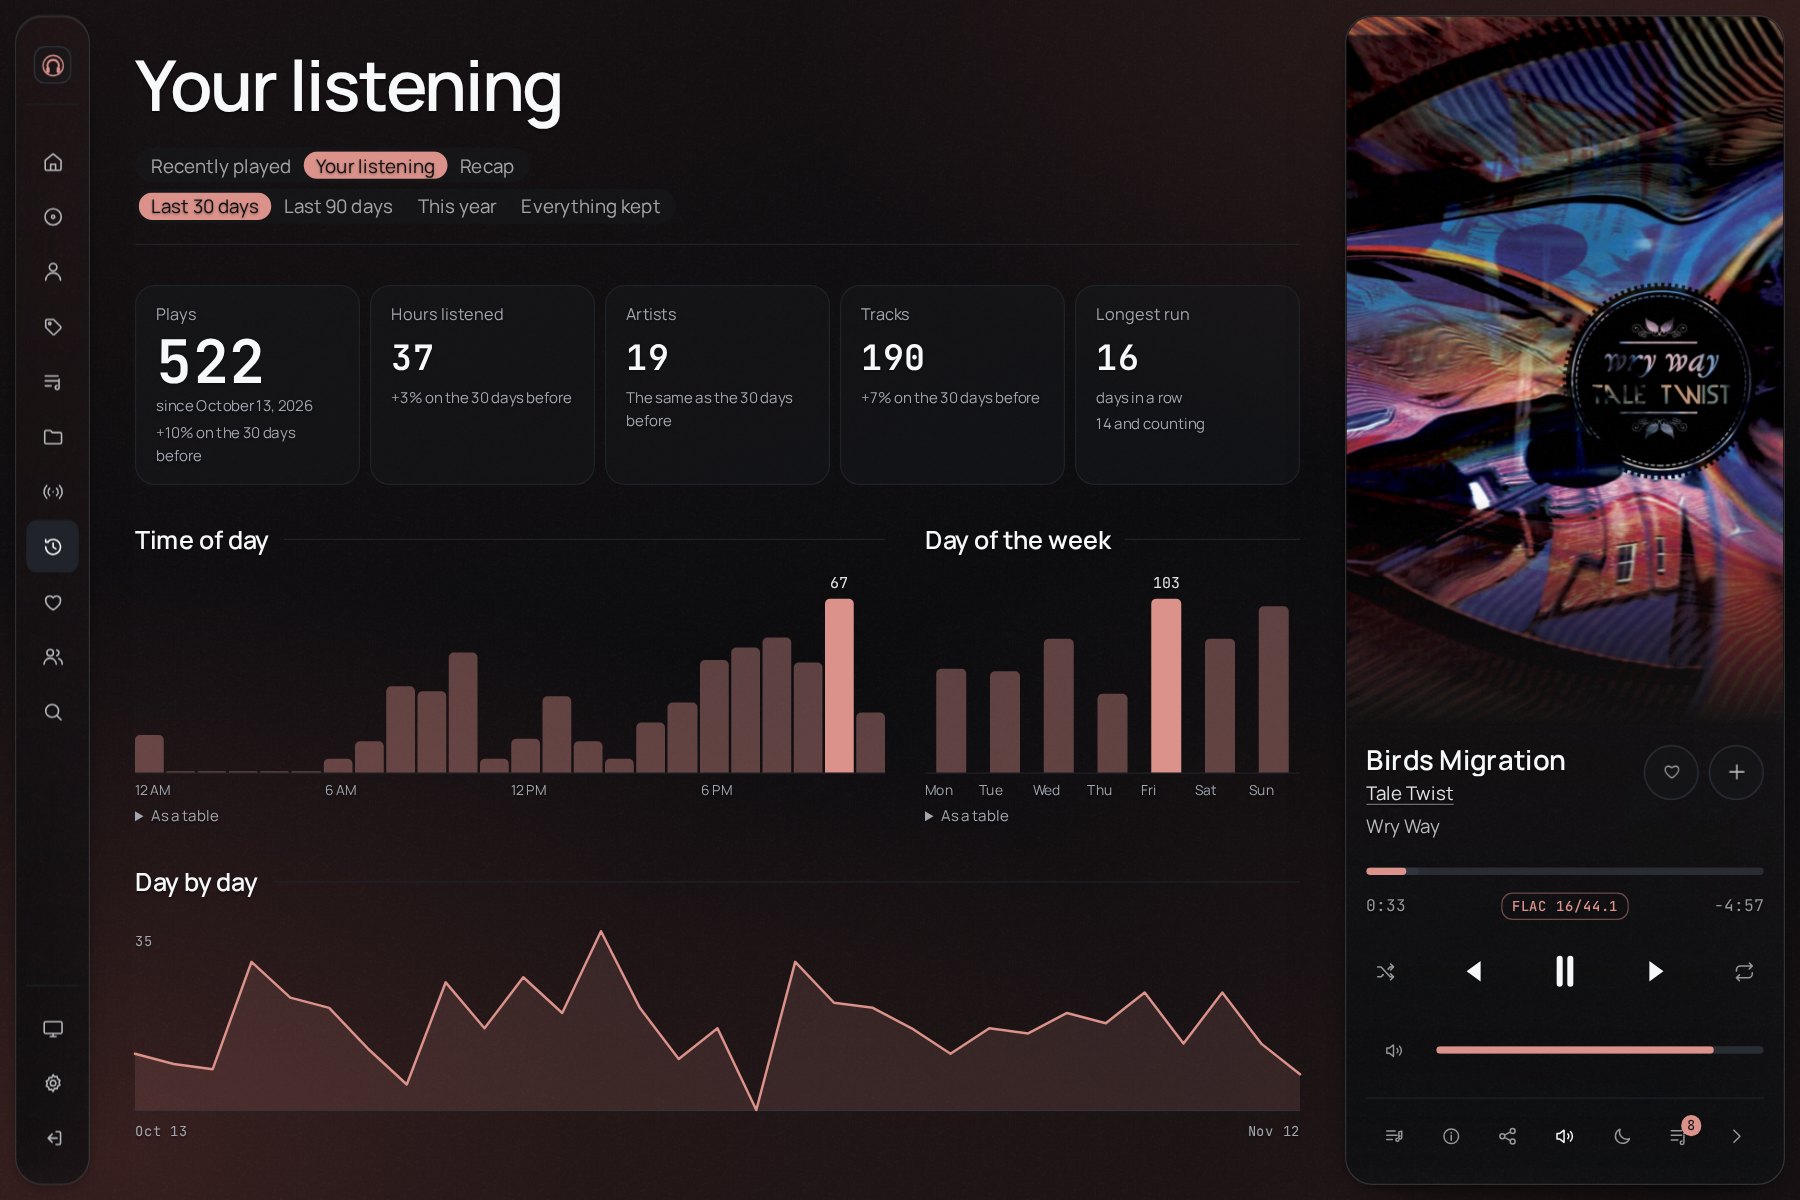 Your listening
Recently played Your listening Recap
Last 30 days Last 90 days This year Everything kept
Plays
522
since October 13, 2026
+10% on the 30 days
before
Hours listened
37
+3% on the 30 days before
Artists
19
The same as the 30 days
before
Tracks
190
+7% on the 30 days before
Longest run
16
days in a row
14 and counting
Time of day
67
12 AM 6 AM 12 PM 6 PM
As a table
Day of the week
103
Mon Tue Wed Thu Fri Sat Sun
As a table
Day by day
35
Oct 13 Nov 12
wry way
TALE TWIST
Birds Migration
Tale Twist
Wry Way
0:33 FLAC 16/44.1 -4:57
8